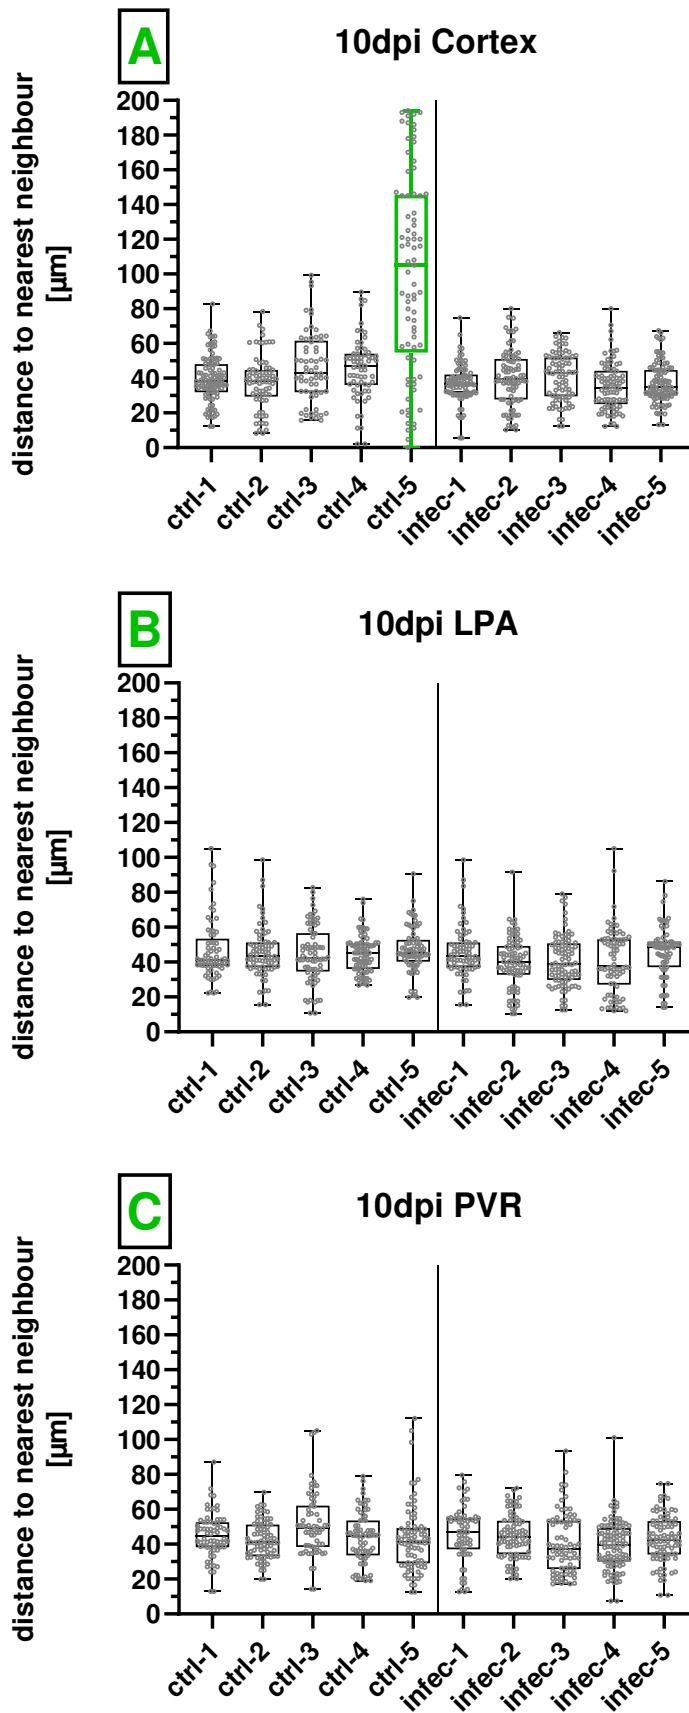 A
10dpi Cortex
distance to nearest neighbour
[µm]
200
180
160
140
120
100
80
60
40
20
0
ctrl-1
ctrl-2
ctrl-3
ctrl-4
ctrl-5
infec-1
infec-2
infec-3
infec-4
infec-5
B
10dpi LPA
distance to nearest neighbour
[µm]
200
180
160
140
120
100
80
60
40
20
0
ctrl-1
ctrl-2
ctrl-3
ctrl-4
ctrl-5
infec-1
infec-2
infec-3
infec-4
infec-5
C
10dpi PVR
distance to nearest neighbour
[µm]
200
180
160
140
120
100
80
60
40
20
0
ctrl-1
ctrl-2
ctrl-3
ctrl-4
ctrl-5
infec-1
infec-2
infec-3
infec-4
infec-5